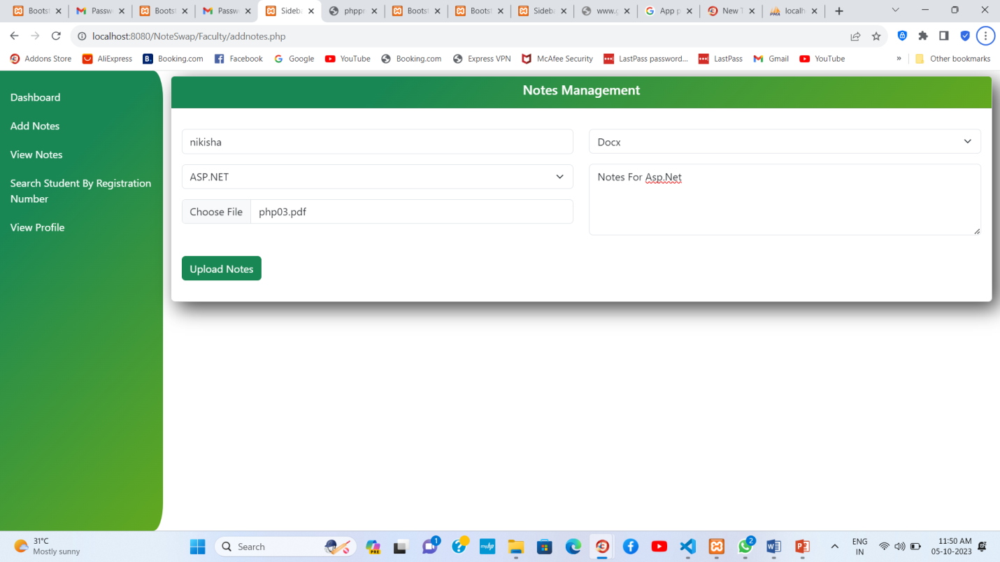 Boots
Passw
Boots
Passw
Sideb
phppr
Boots
Boots
Sideb
www.g
App p
New T
localh
localhost:8080/NoteSwap/Faculty/addnotes.php
Addons Store
AliExpress
B.
Booking.com
Facebook
Google
YouTube
Booking.com
Express VPN
McAfee Security
LastPass password...
LastPass
Gmail
YouTube
»
Other bookmarks
Dashboard
Add Notes
View Notes
Search Student By Registration
Number
View Profile
Notes Management
nikisha
Docx
ASP.NET
Notes For Asp.Net
Choose File php03.pdf
Upload Notes
31°C
Mostly sunny
Search
PRE
1
myhp
2
ENG
IN
11:50 AM
05-10-2023